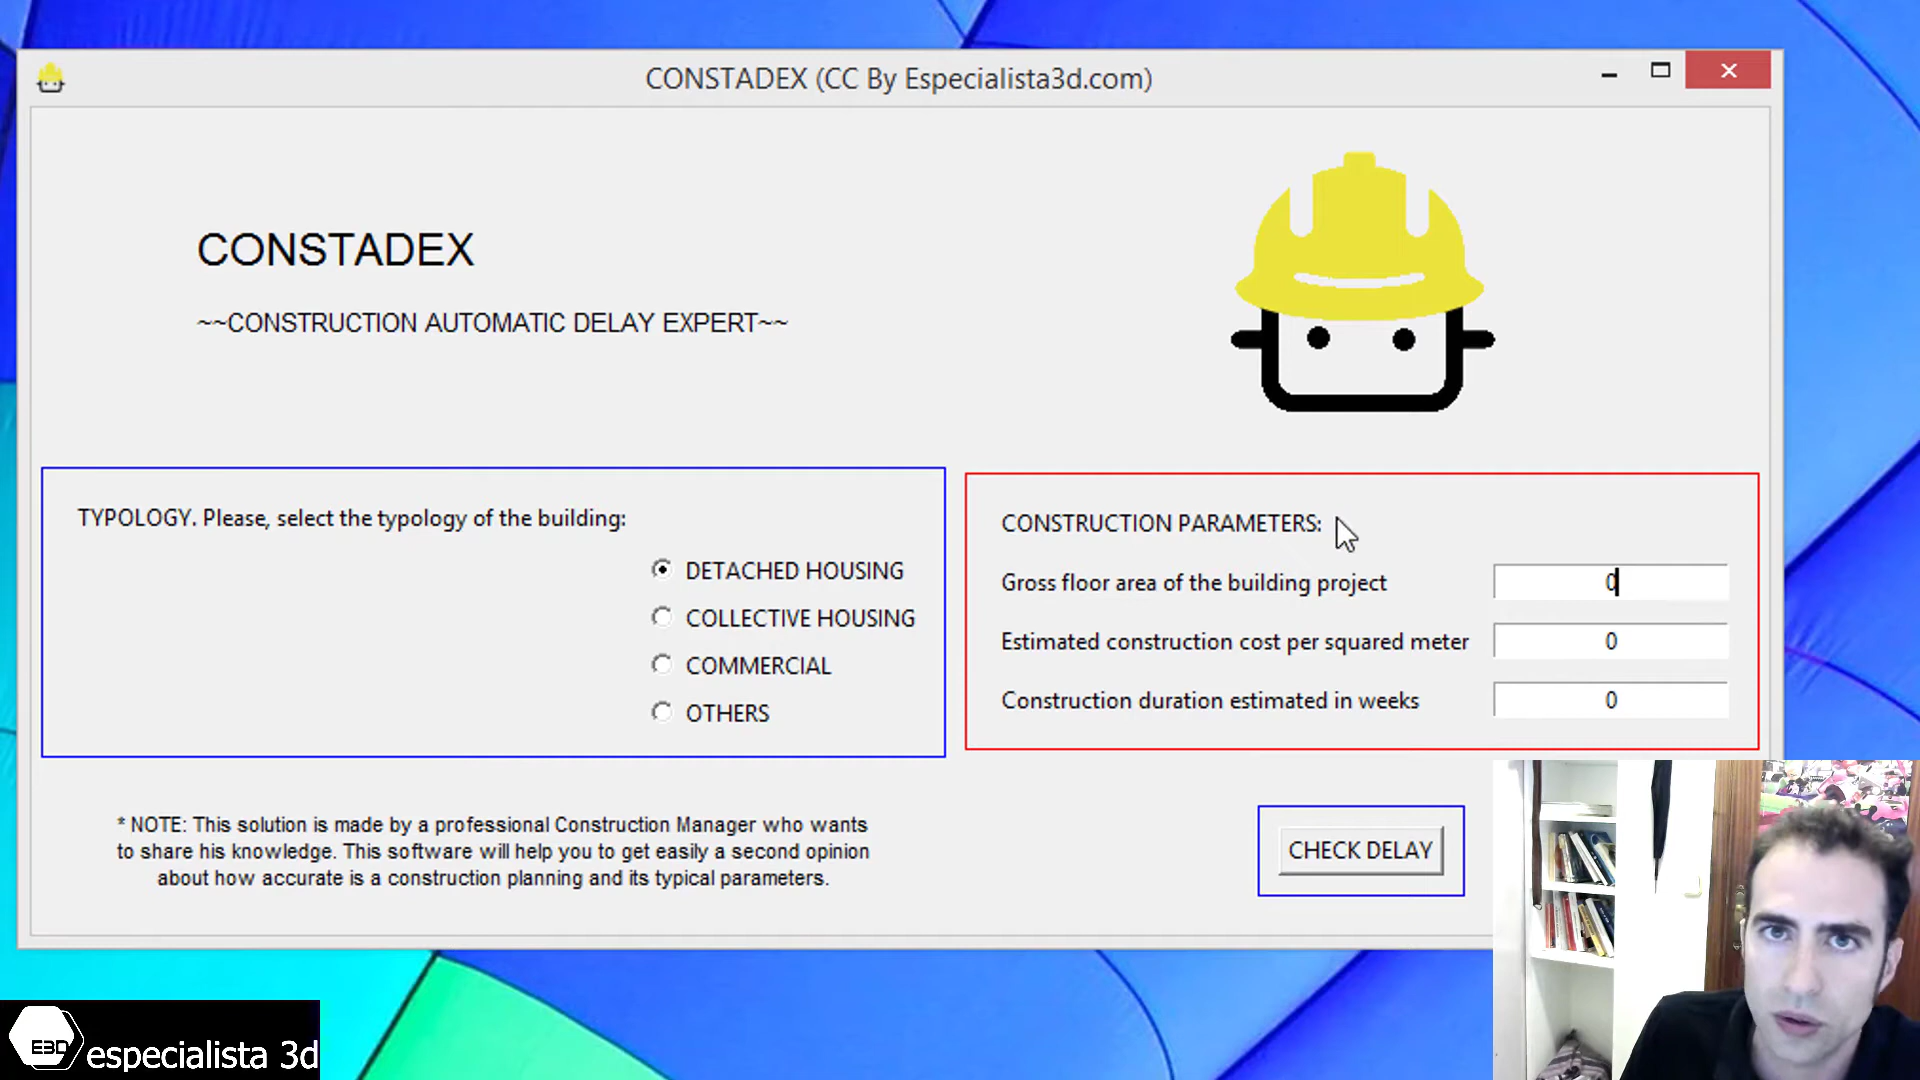 CONSTADEX (CC By Especialista3d.com)
CONSTADEX
~~CONSTRUCTION AUTOMATIC DELAY EXPERT~~
TYPOLOGY. Please, select the typology of the building:
DETACHED HOUSING
COLLECTIVE HOUSING
COMMERCIAL
OTHERS
CONSTRUCTION PARAMETERS:
Gross floor area of the building project 0
Estimated construction cost per squared meter 0
Construction duration estimated in weeks 0
* NOTE: This solution is made by a professional Construction Manager who wants
to share his knowledge. This software will help you to get easily a second opinion
about how accurate is a construction planning and its typical parameters.
CHECK DELAY
E3D especialista 3d